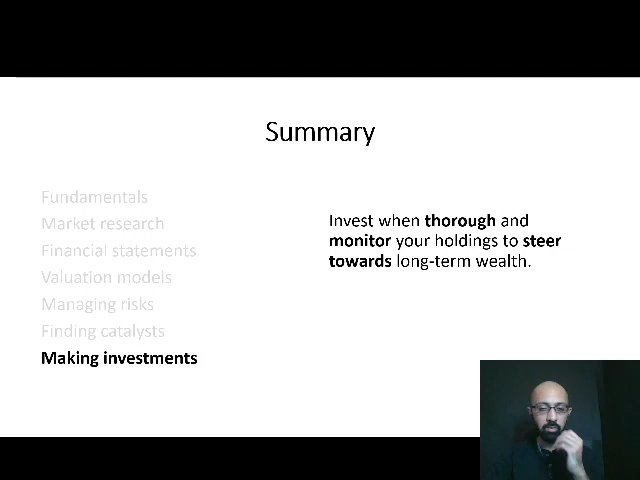 Summary
Fundamentals
Market research
Financial statements
Valuation models
Managing risks
Finding catalysts
Making investments
Invest when thorough and
monitor your holdings to steer
towards long-term wealth.